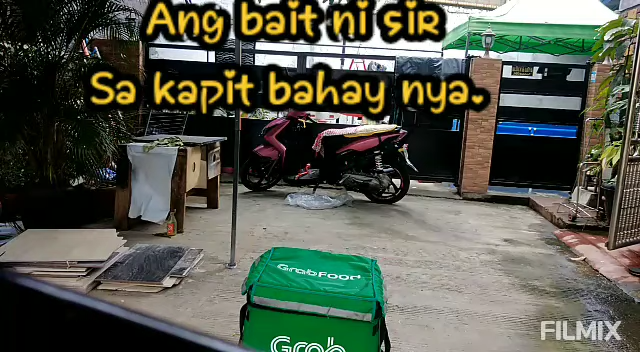 Ang bait ni sir
Sa kapit bahay nya.
GrabFood
Grab
FILMIX